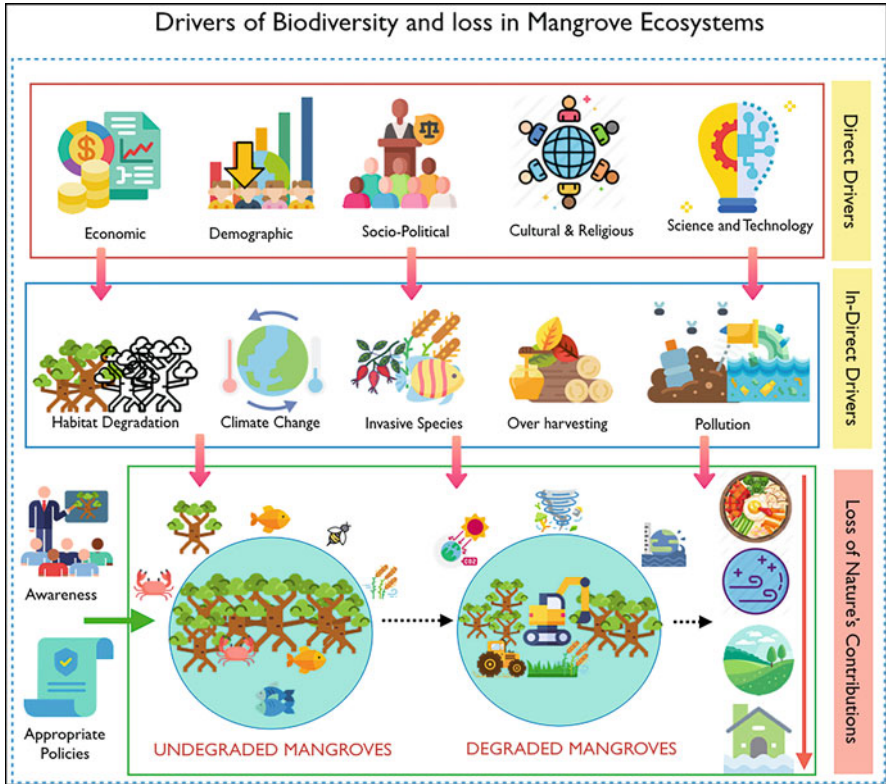 Drivers of Biodiversity and loss in Mangrove Ecosystems
Economic
Demographic
Socio-Political
Cultural & Religious
Science and Technology
Direct Drivers
Habitat Degradation
Climate Change
Invasive Species
Over harvesting
Pollution
In-Direct Drivers
Awareness
Appropriate
Policies
CO2
UNDEGRADED MANGROVES
DEGRADED MANGROVES
Loss of Nature's Contributions